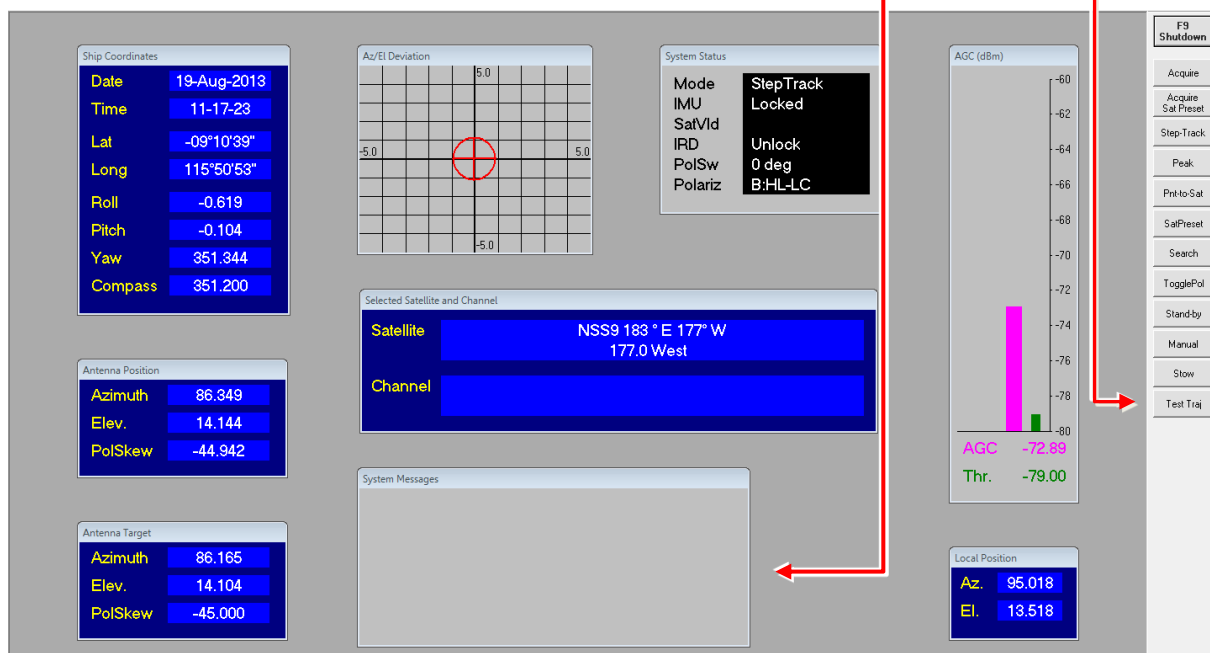 Ship Coordinates
Date 19-Aug-2013
Time 11-17-23
Lat -09°10'39"
Long 115°50'53"
Roll -0.619
Pitch -0.104
Yaw 351.344
Compass 351.200
Antenna Position
Azimuth 86.349
Elev. 14.144
PolSkew -44.942
Antenna Target
Azimuth 86.165
Elev. 14.104
PolSkew -45.000
Az/El Deviation
5.0
-5.0 5.0
-5.0
System Status
Mode StepTrack
IMU Locked
SatVld
IRD Unlock
PolSw 0 deg
Polariz B:HL-LC
Selected Satellite and Channel
Satellite NSS9 183 ° E 177° W
177.0 West
Channel
System Messages
AGC (dBm)
-60
-62
-64
-66
-68
-70
-72
-74
-76
-78
-80
AGC -72.89
Thr. -79.00
Local Position
Az. 95.018
El. 13.518
F9
Shutdown
Acquire
Acquire
Sat Preset
Step-Track
Peak
Pnt-to-Sat
SatPreset
Search
TogglePol
Stand-by
Manual
Stow
Test Traj